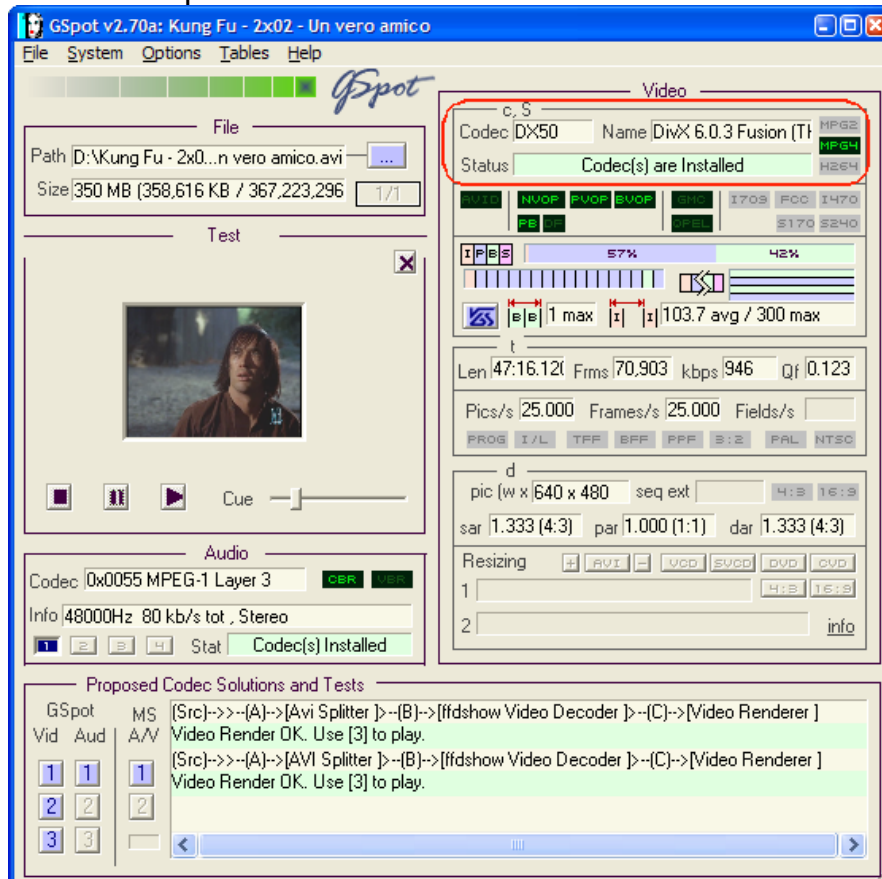 GSpot v2.70a: Kung Fu - 2x02 - Un vero amico
File System Options Tables Help
GSpot
File
Path D:\Kung Fu - 2x0...n vero amico.avi ...
Size 350 MB (358,616 KB / 367,223,296 1/1
Test
Cue
Audio
Codec 0x0055 MPEG-1 Layer 3 CBR VBR
Info 48000Hz 80 kb/s tot , Stereo
1 2 3 4 Stat Codec(s) Installed
Video
c, S
Codec DX50 Name DivX 6.0.3 Fusion (Th MPG2
MPG4
Status Codec(s) are Installed H264
AVID NVOP PVOP BVOP GMC I709 FCC I470
PB DF QPEL S170 S240
I P B S 57% 42%
VGS B B 1 max I I 103.7 avg / 300 max
t
Len 47:16.120 Frms 70,903 kbps 946 Qf 0.123
Pics/s 25.000 Frames/s 25.000 Fields/s
PROG I/L TFF BFF PPF 3:2 PAL NTSC
d
pic (w x 640 x 480 seq ext 4:3 16:9
sar 1.333 (4:3) par 1.000 (1:1) dar 1.333 (4:3)
Resizing + AVI - VCD SVCD DVD CVD
1 4:3 16:9
2 info
Proposed Codec Solutions and Tests
GSpot MS
Vid Aud A/V
1 1 1
2 2 2
3 3
(Src)-->>--(A)-->[Avi Splitter ]>--(B)-->[ffdshow Video Decoder ]>--(C)-->[Video Renderer ]
Video Render OK. Use [3] to play.
(Src)-->>--(A)-->[AVI Splitter ]>--(B)-->[ffdshow Video Decoder ]>--(C)-->[Video Renderer ]
Video Render OK. Use [3] to play.